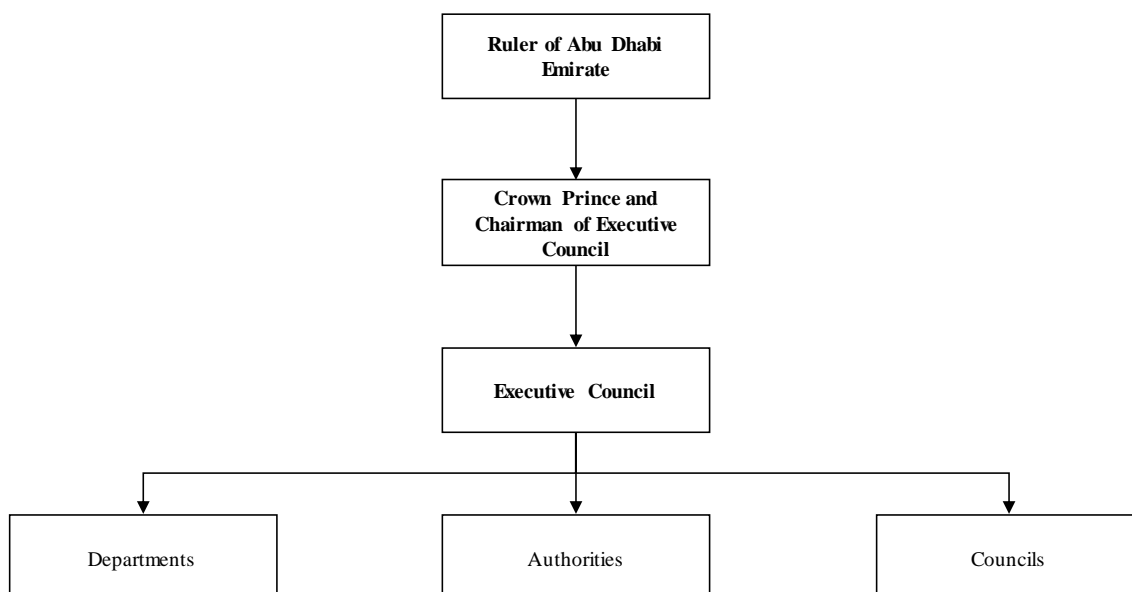 Ruler of Abu Dhabi
Emirate
Crown Prince and
Chairman of Executive
Council
Executive Council
Departments
Authorities
Councils